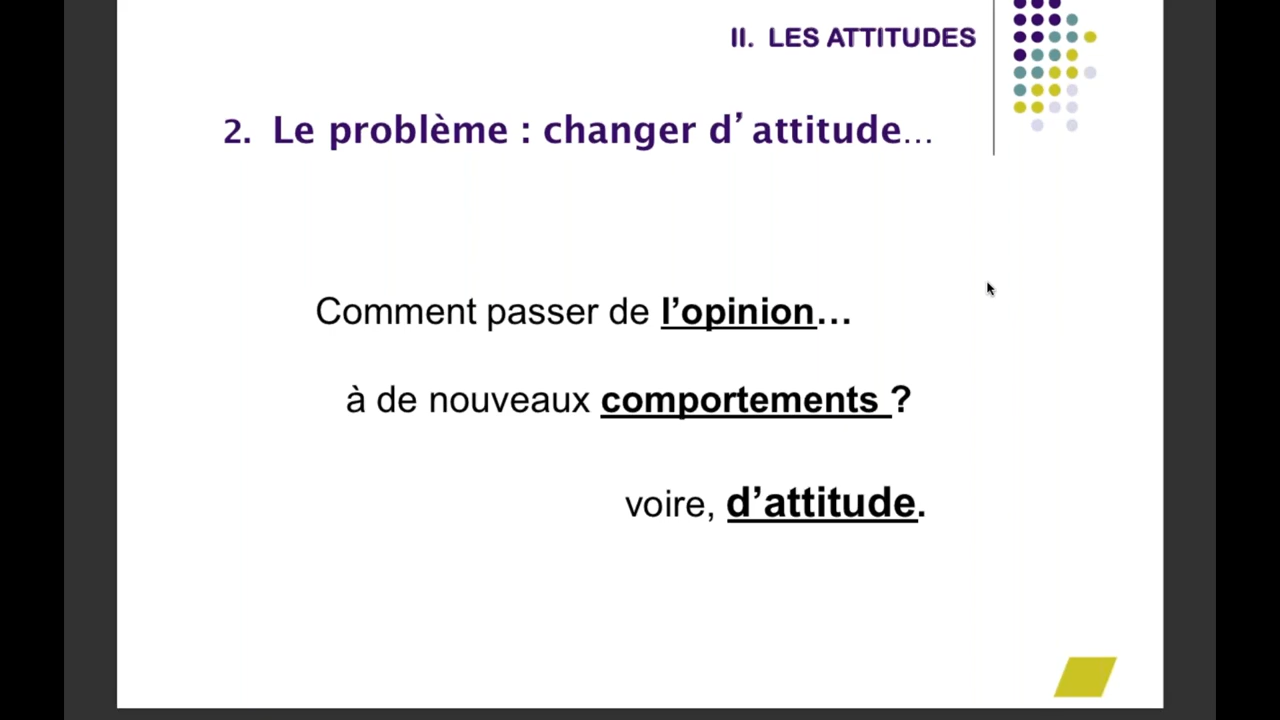 II. LES ATTITUDES
2. Le problème : changer d’attitude...
Comment passer de l’opinion...
à de nouveaux comportements ?
voire, d’attitude.